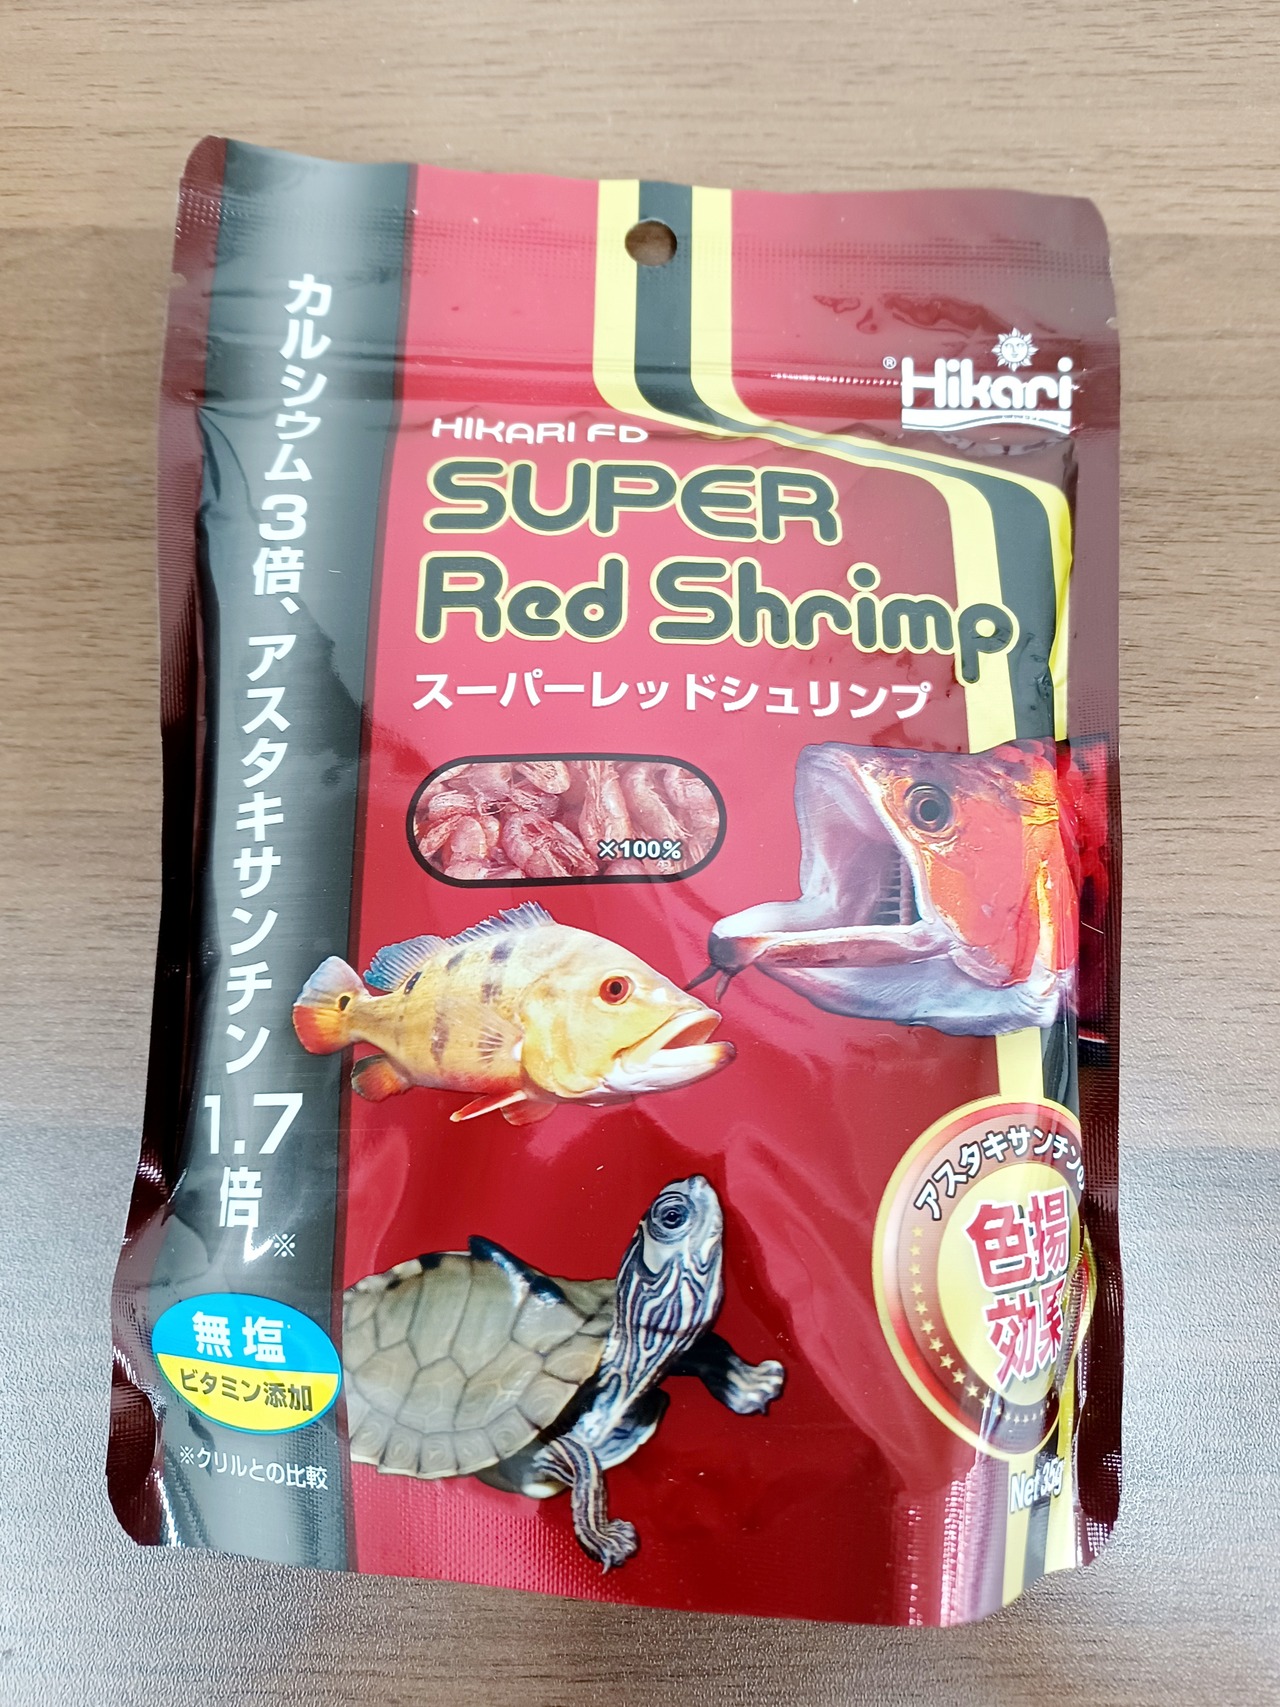 ® Hikari
HIKARI FD
SUPER
Red Shrimp
スーパーレッドシュリンプ
×100%
カルシウム3倍、アスタキサンチン1.7倍※
無塩
ビタミン添加
※クリルとの比較
アスタキサンチンの
色揚
効果
Net 35g